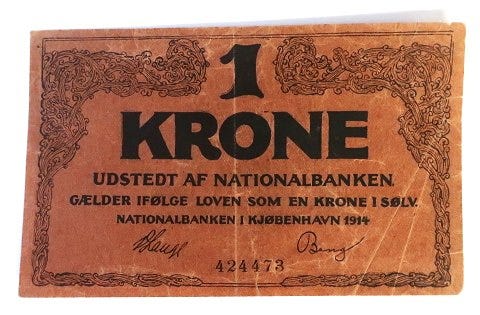 1
KRONE
UDSTEDT AF NATIONALBANKEN.
GÆLDER IFØLGE LOVEN SOM EN KRONE I SØLV.
NATIONALBANKEN I KJØBENHAVN 1914
424473